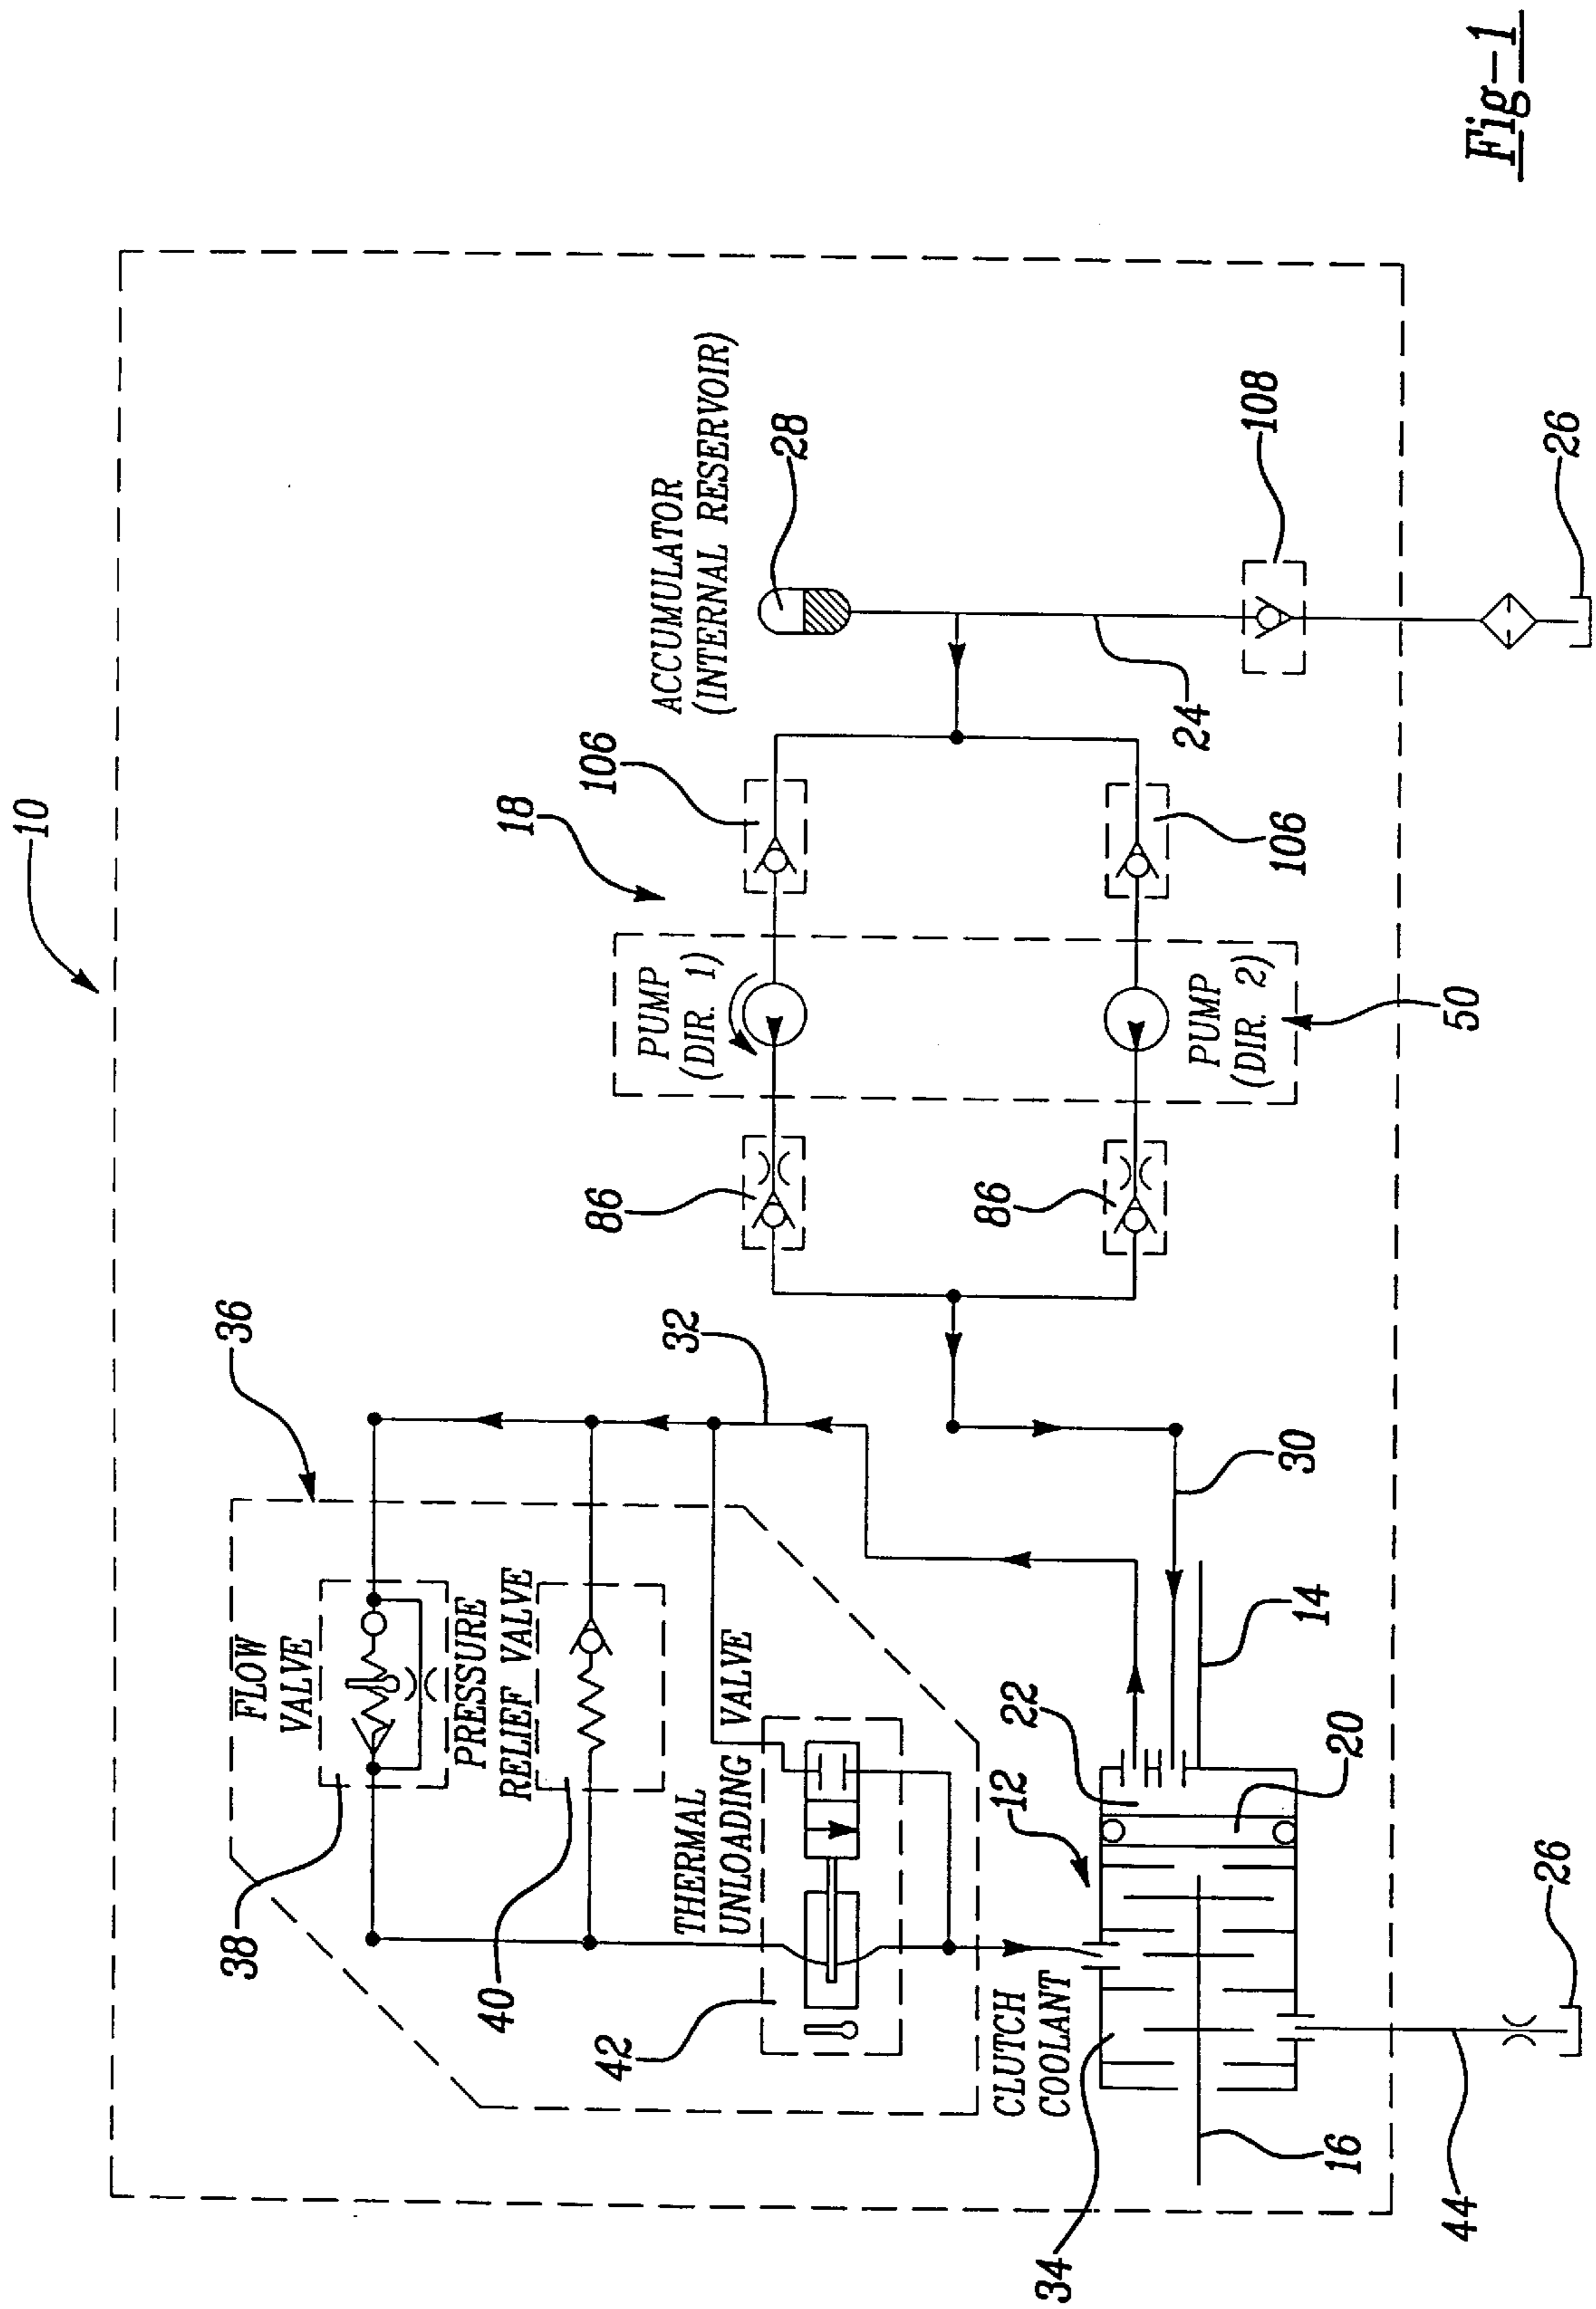 10
36
FLOW
VALVE
38
PRESSURE
RELIEF VALVE
40
THERMAL
UNLOADING VALVE
42
32
18
86
PUMP
(DIR. 1)
106
ACCUMULATOR
(INTERNAL RESERVOIR)
28
CLUTCH
COOLANT
12
22
20
34
16
14
30
86
PUMP
(DIR. 2)
50
106
24
108
44
26
26
Fig-1